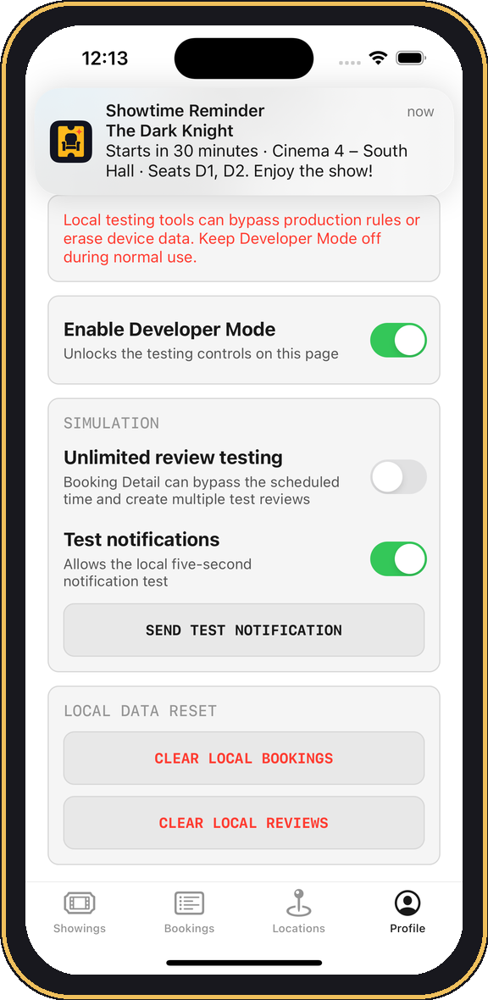 12:13
Showtime Reminder
now
The Dark Knight
Starts in 30 minutes · Cinema 4 – South
Hall · Seats D1, D2. Enjoy the show!
Local testing tools can bypass production rules or
erase device data. Keep Developer Mode off
during normal use.
Enable Developer Mode
Unlocks the testing controls on this page
SIMULATION
Unlimited review testing
Booking Detail can bypass the scheduled
time and create multiple test reviews
Test notifications
Allows the local five-second
notification test
SEND TEST NOTIFICATION
LOCAL DATA RESET
CLEAR LOCAL BOOKINGS
CLEAR LOCAL REVIEWS
Showings
Bookings
Locations
Profile